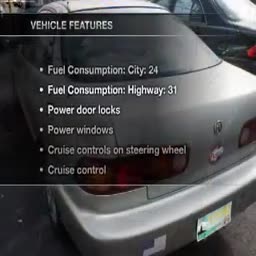 VEHICLE FEATURES
• Fuel Consumption: City: 24
• Fuel Consumption: Highway: 31
• Power door locks
• Power windows
• Cruise controls on steering wheel
• Cruise control